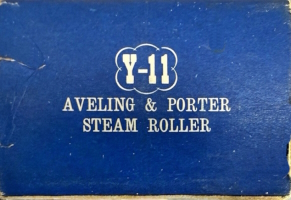 Y-11
AVELING & PORTER
STEAM ROLLER